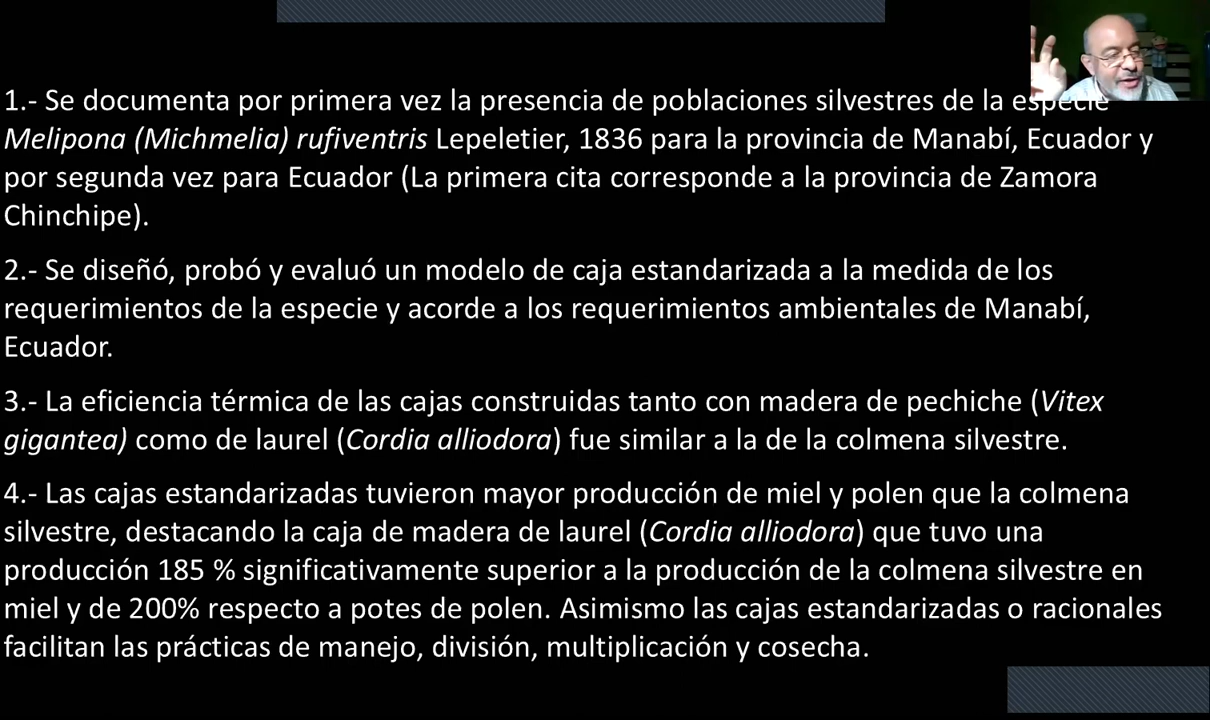 1.- Se documenta por primera vez la presencia de poblaciones silvestres de la especie
Melipona (Michmelia) rufiventris Lepeletier, 1836 para la provincia de Manabí, Ecuador y
por segunda vez para Ecuador (La primera cita corresponde a la provincia de Zamora
Chinchipe).
2.- Se diseñó, probó y evaluó un modelo de caja estandarizada a la medida de los
requerimientos de la especie y acorde a los requerimientos ambientales de Manabí,
Ecuador.
3.- La eficiencia térmica de las cajas construidas tanto con madera de pechiche (Vitex
gigantea) como de laurel (Cordia alliodora) fue similar a la de la colmena silvestre.
4.- Las cajas estandarizadas tuvieron mayor producción de miel y polen que la colmena
silvestre, destacando la caja de madera de laurel (Cordia alliodora) que tuvo una
producción 185 % significativamente superior a la producción de la colmena silvestre en
miel y de 200% respecto a potes de polen. Asimismo las cajas estandarizadas o racionales
facilitan las prácticas de manejo, división, multiplicación y cosecha.